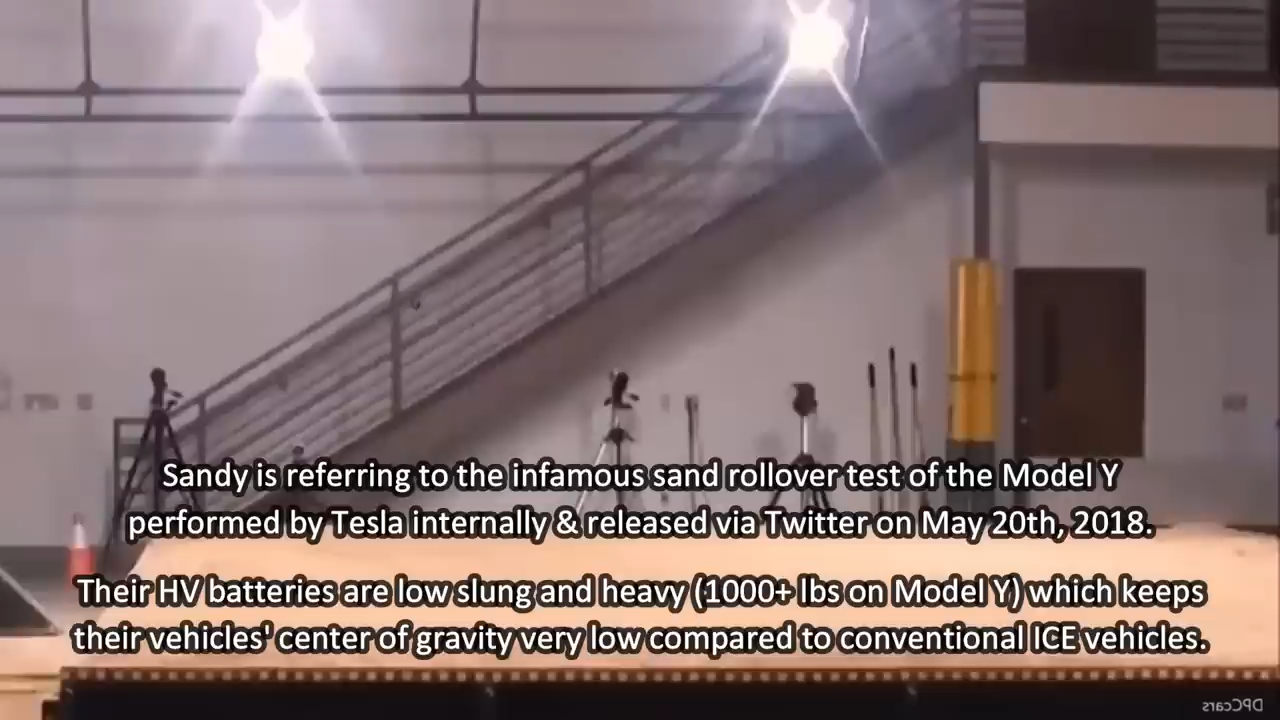 Sandy is referring to the infamous sand rollover test of the Model Y
performed by Tesla internally & released via Twitter on May 20th, 2018.
Their HV batteries are low slung and heavy (1000+ lbs on Model Y) which keeps
their vehicles' center of gravity very low compared to conventional ICE vehicles.
DPCcars